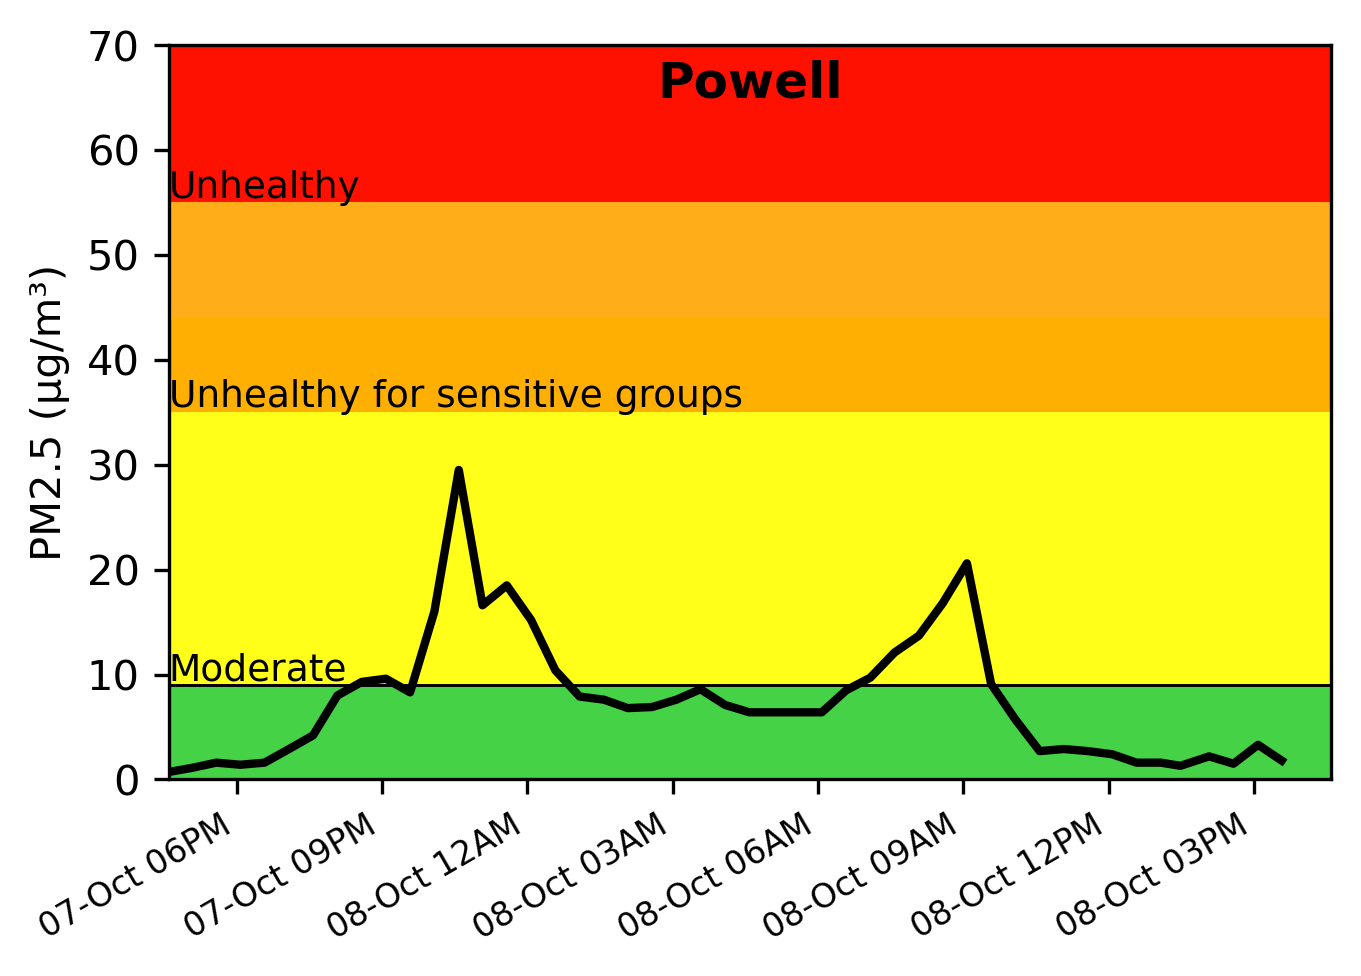 Powell
70
60
50
40
30
20
10
0
PM2.5 (µg/m³)
Unhealthy
Unhealthy for sensitive groups
Moderate
07-Oct 06PM
07-Oct 09PM
08-Oct 12AM
08-Oct 03AM
08-Oct 06AM
08-Oct 09AM
08-Oct 12PM
08-Oct 03PM